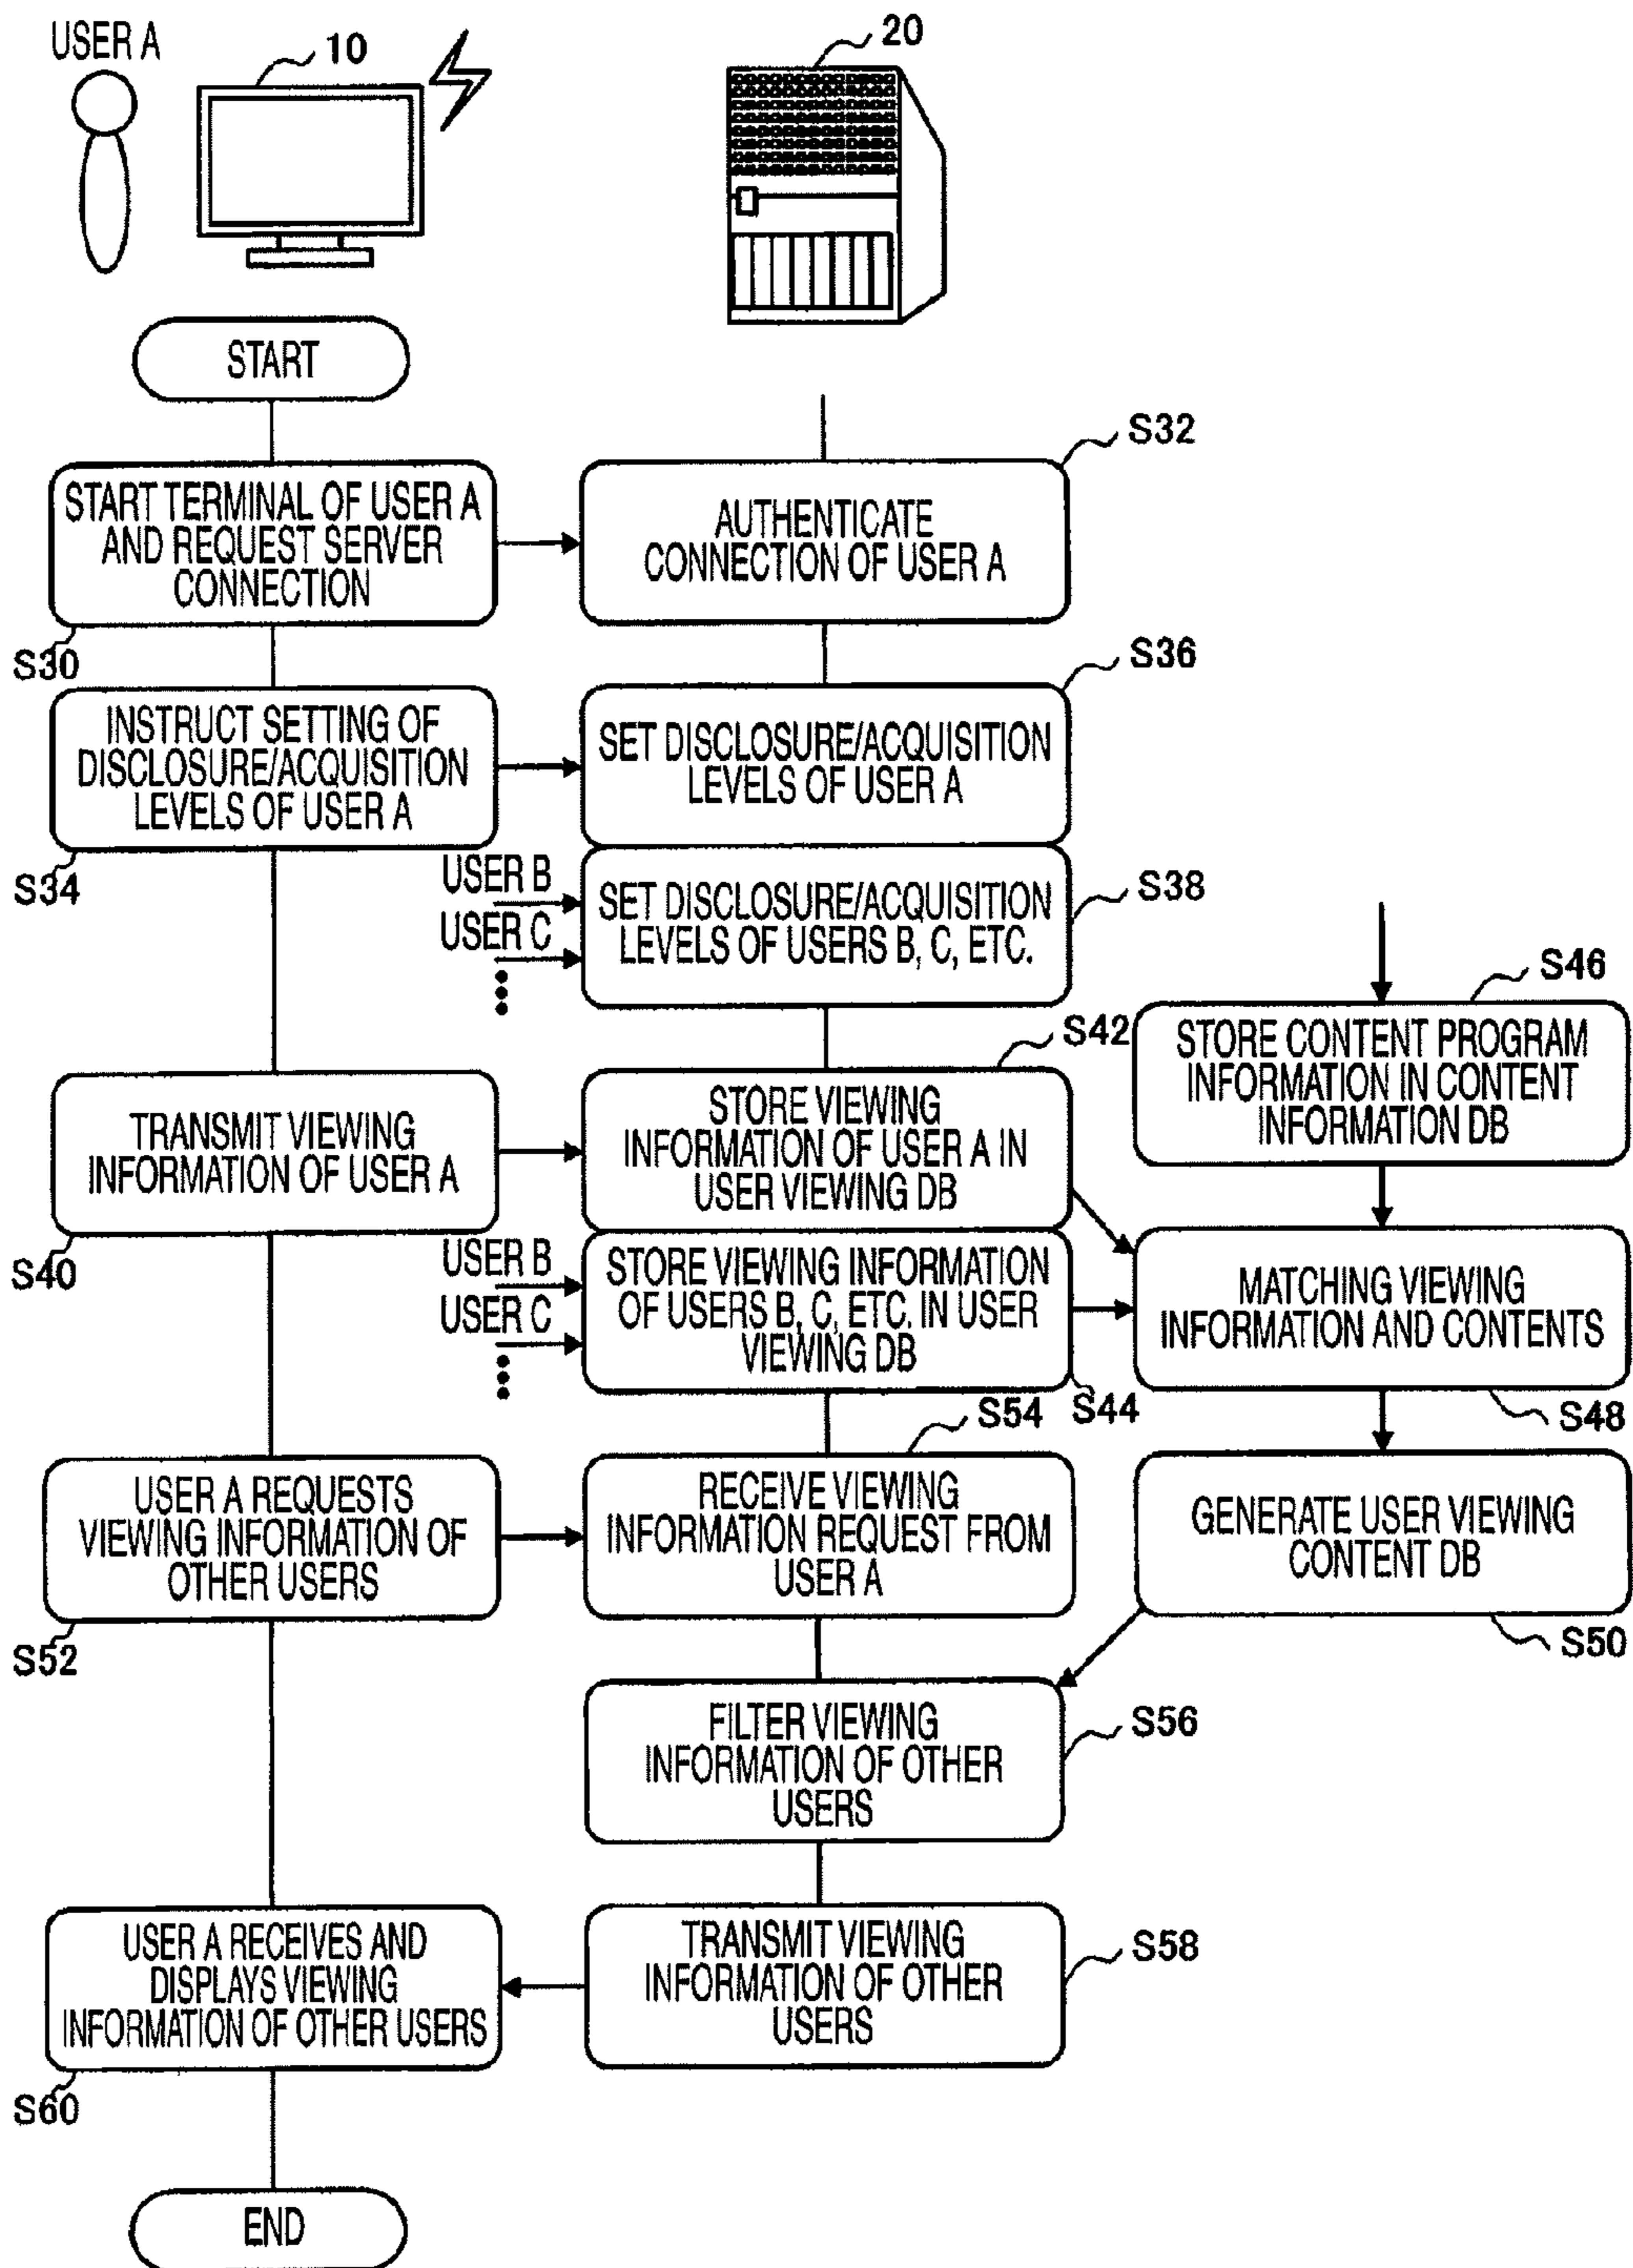 USER A
10
20
START
S32
START TERMINAL OF USER A
AND REQUEST SERVER
CONNECTION
AUTHENTICATE
CONNECTION OF USER A
S30
S36
INSTRUCT SETTING OF
DISCLOSURE/ACQUISITION
LEVELS OF USER A
SET DISCLOSURE/ACQUISITION
LEVELS OF USER A
S34
USER B
USER C
SET DISCLOSURE/ACQUISITION
LEVELS OF USERS B, C, ETC.
S38
S46
STORE CONTENT PROGRAM
INFORMATION IN CONTENT
INFORMATION DB
S42
TRANSMIT VIEWING
INFORMATION OF USER A
STORE VIEWING
INFORMATION OF USER A IN
USER VIEWING DB
S40
USER B
USER C
STORE VIEWING INFORMATION
OF USERS B, C, ETC. IN USER
VIEWING DB
S44
MATCHING VIEWING
INFORMATION AND CONTENTS
S48
S54
USER A REQUESTS
VIEWING INFORMATION OF
OTHER USERS
RECEIVE VIEWING
INFORMATION REQUEST FROM
USER A
GENERATE USER VIEWING
CONTENT DB
S52
S50
FILTER VIEWING
INFORMATION OF OTHER
USERS
S56
USER A RECEIVES AND
DISPLAYS VIEWING
INFORMATION OF OTHER USERS
TRANSMIT VIEWING
INFORMATION OF OTHER
USERS
S58
S60
END